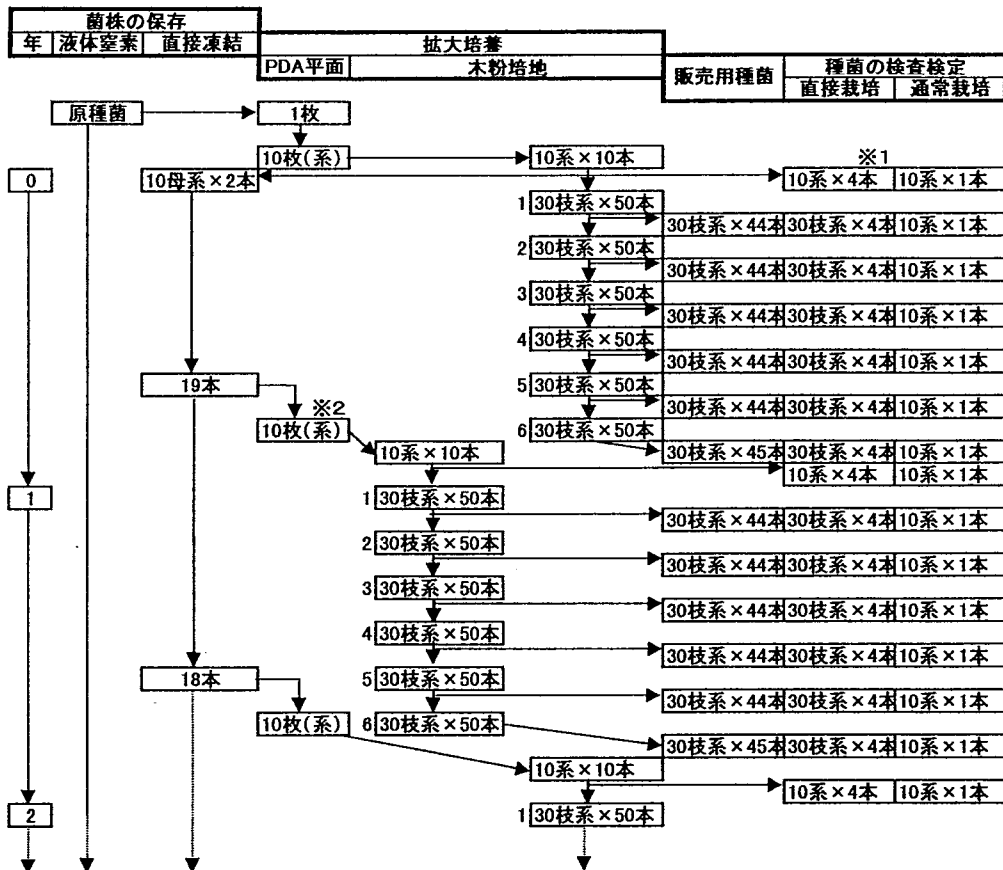 菌株の保存
年 液体窒素 直接凍結 拡大培養
PDA平面 木粉培地 販売用種菌 種菌の検査検定
直接栽培 通常栽培
原種菌 1枚
10枚(系) 10系×10本 ※1
0 10母系×2本 10系×4本 10系×1本
1 30枝系×50本
30枝系×44本 30枝系×4本 10系×1本
2 30枝系×50本
30枝系×44本 30枝系×4本 10系×1本
3 30枝系×50本
30枝系×44本 30枝系×4本 10系×1本
4 30枝系×50本
30枝系×44本 30枝系×4本 10系×1本
19本 5 30枝系×50本
※2 30枝系×44本 30枝系×4本 10系×1本
10枚(系) 6 30枝系×50本
10系×10本 30枝系×45本 30枝系×4本 10系×1本
10系×4本 10系×1本
1 1 30枝系×50本
30枝系×44本 30枝系×4本 10系×1本
2 30枝系×50本
30枝系×44本 30枝系×4本 10系×1本
3 30枝系×50本
30枝系×44本 30枝系×4本 10系×1本
4 30枝系×50本
30枝系×44本 30枝系×4本 10系×1本
18本 5 30枝系×50本
30枝系×44本 30枝系×4本 10系×1本
10枚(系) 6 30枝系×50本
30枝系×45本 30枝系×4本 10系×1本
10系×10本
10系×4本 10系×1本
2 1 30枝系×50本